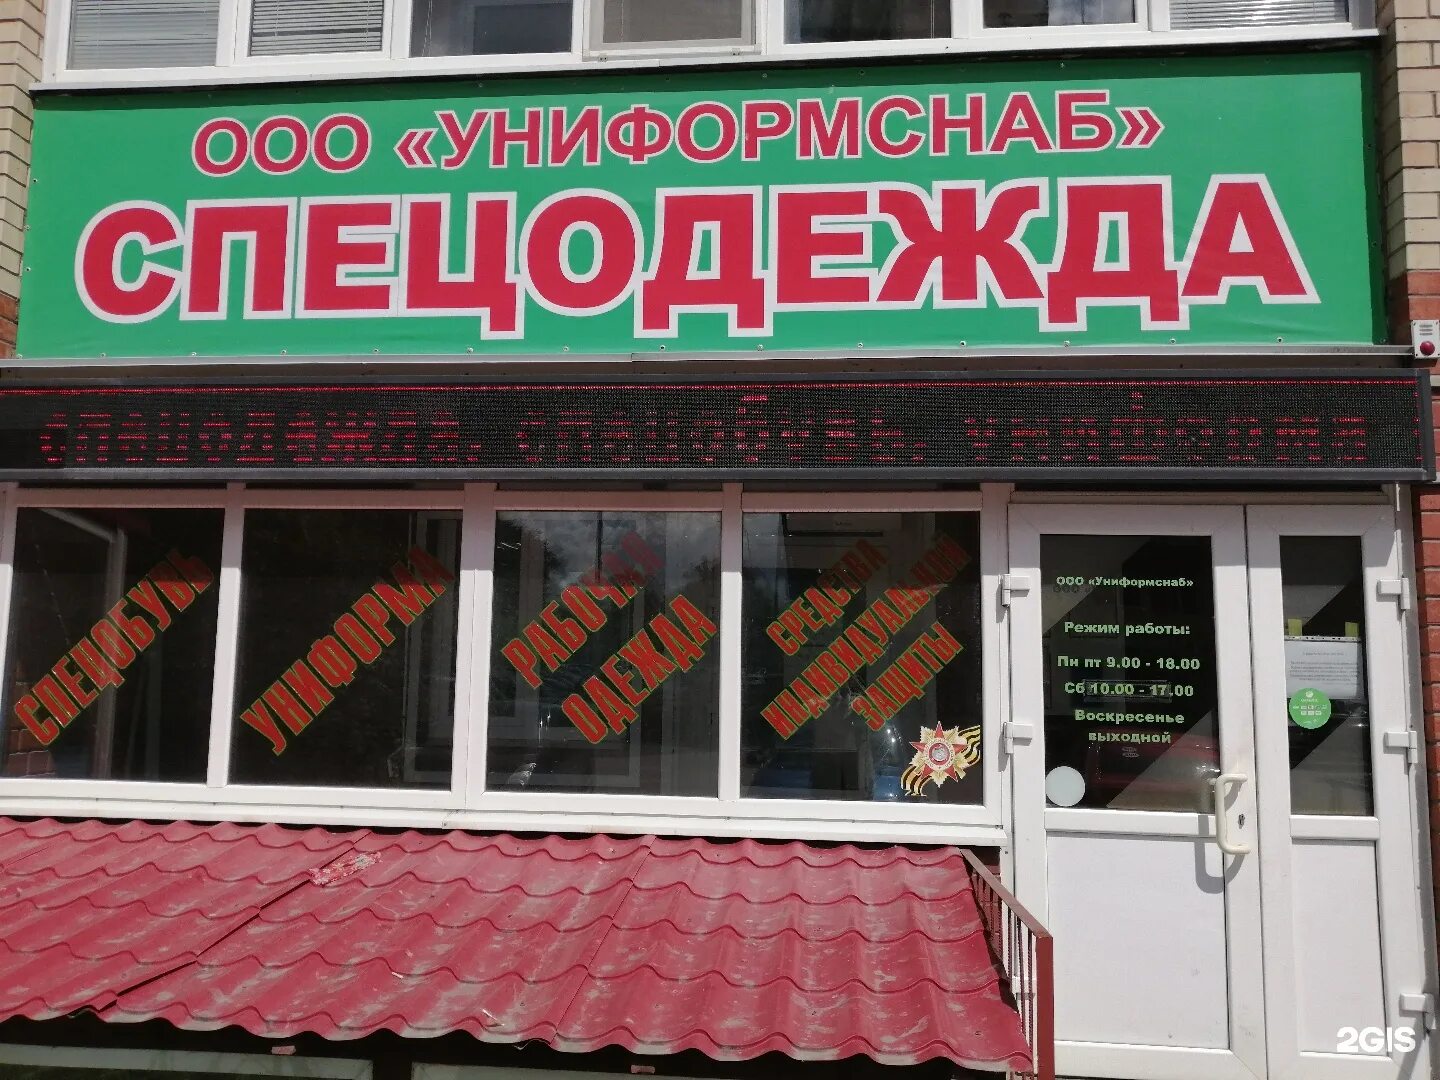 ООО «УНИФОРМСНАБ»
СПЕЦОДЕЖДА
спецодежда, спецобувь, униформа
СПЕЦОБУВЬ
УНИФОРМА
РАБОЧАЯ
ОДЕЖДА
СРЕДСТВА
ИНДИВИДУАЛЬНОЙ
ЗАЩИТЫ
ООО «Униформснаб»
Режим работы:
Пн пт 9.00 - 18.00
Сб 10.00 - 17.00
Воскресенье
выходной
2GIS